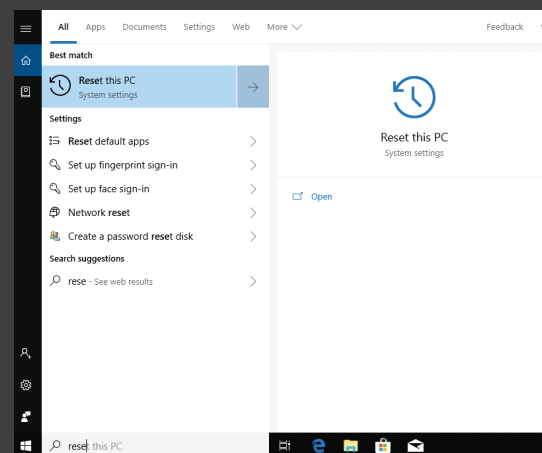 All Apps Documents Settings Web More Feedback
Best match
Reset this PC
System settings
Settings
Reset default apps
Set up fingerprint sign-in
Set up face sign-in
Network reset
Create a password reset disk
Search suggestions
rese - See web results
reset this PC
Reset this PC
System settings
Open